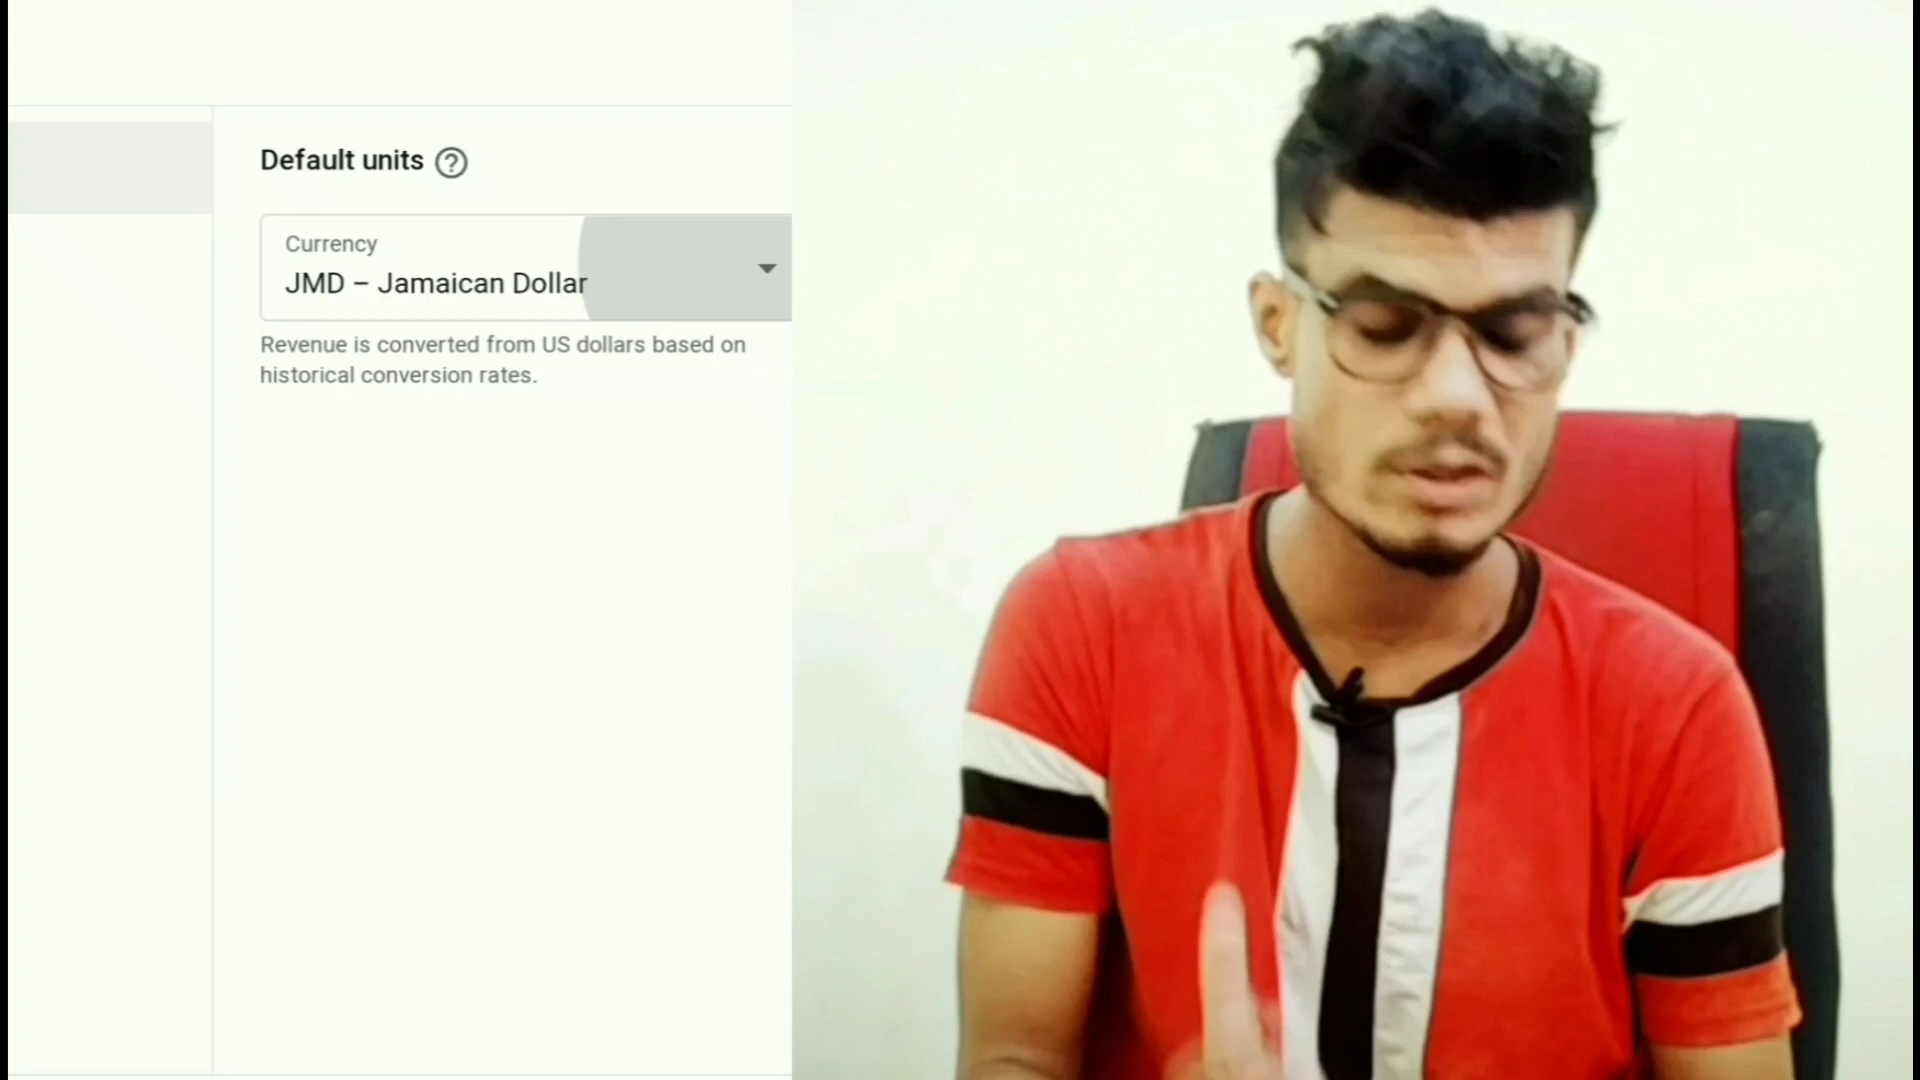 Default units
Currency
JMD – Jamaican Dollar
Revenue is converted from US dollars based on
historical conversion rates.